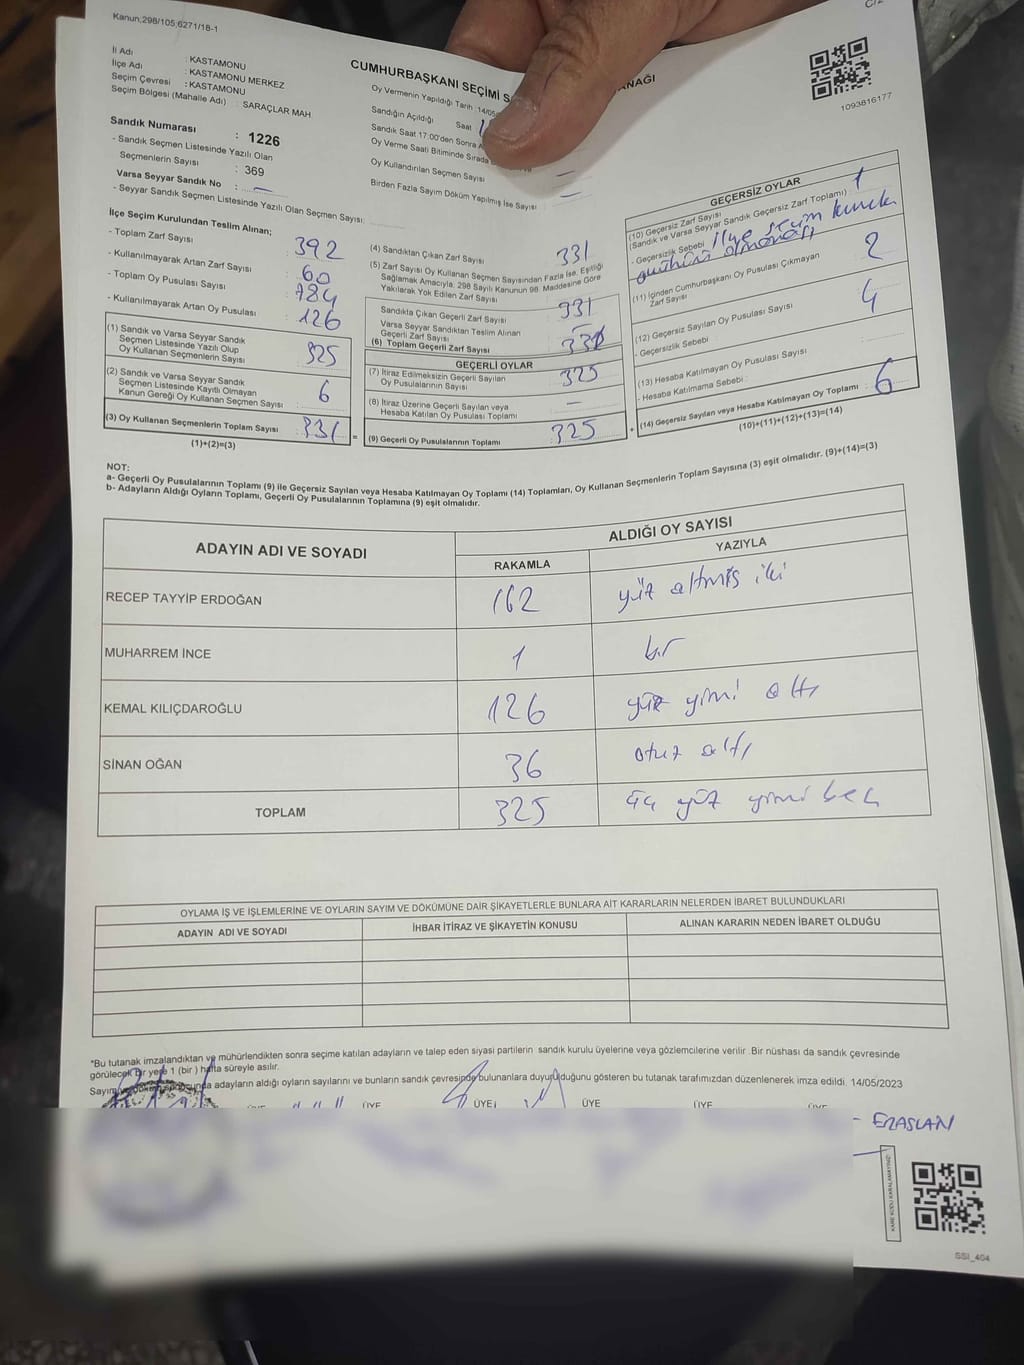 Kanun,298/105,6271/18-1
İl Adı : KASTAMONU
İlçe Adı : KASTAMONU MERKEZ
Seçim Çevresi : KASTAMONU
Seçim Bölgesi (Mahalle Adı) : SARAÇLAR MAH
Sandık Numarası : 1226
- Sandık Seçmen Listesinde Yazılı Olan
Seçmenlerin Sayısı : 369
Varsa Seyyar Sandık No : —
- Seyyar Sandık Seçmen Listesinde Yazılı Olan Seçmen Sayısı:
CUMHURBAŞKANI SEÇİMİ S
ANAĞI
Oy Vermenin Yapıldığı Tarih : 14/05
Sandığın Açıldığı Saat
Sandık Saat 17:00'den Sonra A
Oy Verme Saati Bitiminde Sırada
Oy Kullandırılan Seçmen Sayısı —
Birden Fazla Sayım Döküm Yapılmış İse Sayısı —
1093816177
İlçe Seçim Kurulundan Teslim Alınan;
- Toplam Zarf Sayısı : 392
- Kullanılmayarak Artan Zarf Sayısı : 60
- Toplam Oy Pusulası Sayısı : 784
- Kullanılmayarak Artan Oy Pusulası : 126
(1) Sandık ve Varsa Seyyar Sandık
Seçmen Listesinde Yazılı Olup
Oy Kullanan Seçmenlerin Sayısı : 325
(2) Sandık ve Varsa Seyyar Sandık
Seçmen Listesinde Kayıtlı Olmayan
Kanun Gereği Oy Kullanan Seçmen Sayısı : 6
(3) Oy Kullanan Seçmenlerin Toplam Sayısı : 331
(1)+(2)=(3)
(4) Sandıktan Çıkan Zarf Sayısı : 331
(5) Zarf Sayısı Oy Kullanan Seçmen Sayısından Fazla İse, Eşitliği
Sağlamak Amacıyla, 298 Sayılı Kanunun 98. Maddesine Göre
Yakılarak Yok Edilen Zarf Sayısı
Sandıkta Çıkan Geçerli Zarf Sayısı : 331
Varsa Seyyar Sandıktan Teslim Alınan
Geçerli Zarf Sayısı : —
(6) Toplam Geçerli Zarf Sayısı
GEÇERLİ OYLAR
(7) İtiraz Edilmeksizin Geçerli Sayılan
Oy Pusulalarının Sayısı : 325
(8) İtiraz Üzerine Geçerli Sayılan veya
Hesaba Katılan Oy Pusulası Toplamı : —
= (9) Geçerli Oy Pusulalarının Toplamı : 325
GEÇERSİZ OYLAR
(10) Geçersiz Zarf Sayısı
(Sandık ve Varsa Seyyar Sandık Geçersiz Zarf Toplamı) : 1
- Geçersizlik Sebebi : ilçe seçim kurulu
mührünün olmaması
(11) İçinden Cumhurbaşkanı Oy Pusulası Çıkmayan
Zarf Sayısı : 2
(12) Geçersiz Sayılan Oy Pusulası Sayısı : 4
- Geçersizlik Sebebi :
(13) Hesaba Katılmayan Oy Pusulası Sayısı :
- Hesaba Katılmama Sebebi :
+ (14) Geçersiz Sayılan veya Hesaba Katılmayan Oy Toplamı : 6
(10)+(11)+(12)+(13)=(14)
NOT:
a- Geçerli Oy Pusulalarının Toplamı (9) ile Geçersiz Sayılan veya Hesaba Katılmayan Oy Toplamı (14) Toplamları, Oy Kullanan Seçmenlerin Toplam Sayısına (3) eşit olmalıdır. (9)+(14)=(3)
b- Adayların Aldığı Oyların Toplamı, Geçerli Oy Pusulalarının Toplamına (9) eşit olmalıdır.
ADAYIN ADI VE SOYADI
ALDIĞI OY SAYISI
RAKAMLA
YAZIYLA
RECEP TAYYİP ERDOĞAN 162 yüz altmış iki
MUHARREM İNCE 1 bir
KEMAL KILIÇDAROĞLU 126 yüz yirmi altı
SİNAN OĞAN 36 otuz altı
TOPLAM 325 üç yüz yirmi beş
OYLAMA İŞ VE İŞLEMLERİNE VE OYLARIN SAYIM VE DÖKÜMÜNE DAİR ŞİKAYETLERLE BUNLARA AİT KARARLARIN NELERDEN İBARET BULUNDUKLARI
ADAYIN ADI VE SOYADI
İHBAR İTİRAZ VE ŞİKAYETİN KONUSU
ALINAN KARARIN NEDEN İBARET OLDUĞU
*Bu tutanak imzalandıktan ve mühürlendikten sonra seçime katılan adayların ve talep eden siyasi partilerin sandık kurulu üyelerine veya gözlemcilerine verilir .Bir nüshası da sandık çevresinde
görülecek bir yere 1 (bir ) hafta süreyle asılır.
adayların aldığı oyların sayılarını ve bunların sandık çevresinde bulunanlara duyurulduğunu gösteren bu tutanak tarafımızdan düzenlenerek imza edildi. 14/05/2023
ÜYE ÜYE ÜYE ÜYE ÜYE ÜYE
ERASLAN
KARE KODU KARALAMAYINIZ!
SSI_404